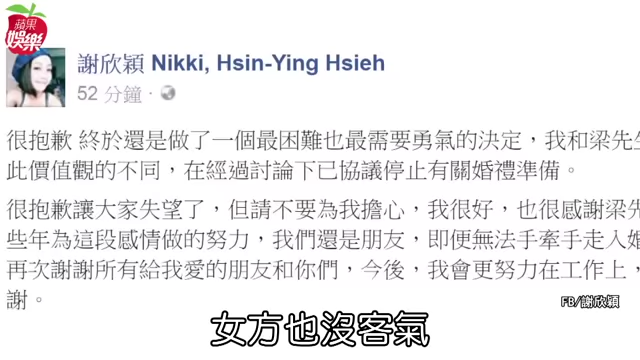 蘋果
娛樂
謝欣穎 Nikki, Hsin-Ying Hsieh
52 分鐘 ·
很抱歉 終於還是做了一個最困難也最需要勇氣的決定，我和梁先生
此價值觀的不同，在經過討論下已協議停止有關婚禮準備。
很抱歉讓大家失望了，但請不要為我擔心，我很好，也很感謝梁先
些年為這段感情做的努力，我們還是朋友，即便無法手牽手走入婚
再次謝謝所有給我愛的朋友和你們，今後，我會更努力在工作上，
謝。
FB/謝欣穎
女方也沒客氣